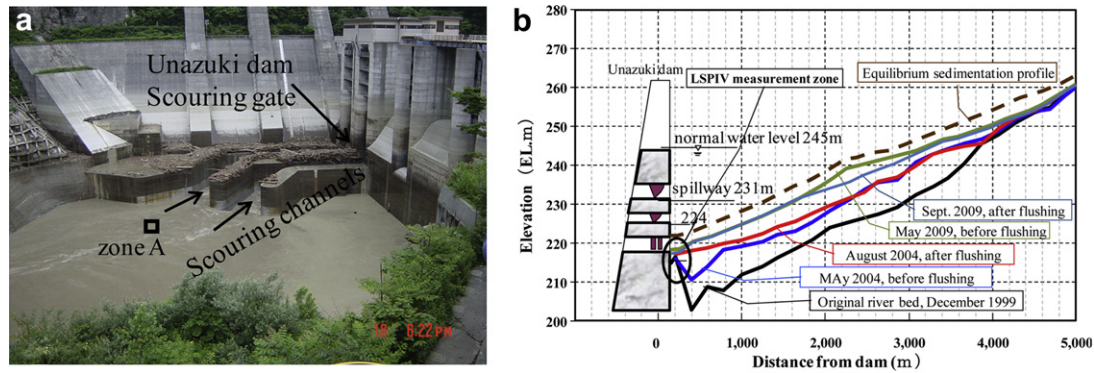 a
Unazuki dam
Scouring gate
Scouring channels
zone A
18 6:22PM
b
Elevation (EL.m)
280
270
260
250
240
230
220
210
200
Unazuki dam
LSPIV measurement zone
Equilibrium sedimentation profile
normal water level 245m
spillway 231m
224
Sept. 2009, after flushing
May 2009, before flushing
August 2004, after flushing
MAy 2004, before flushing
Original river bed, December 1999
0 1,000 2,000 3,000 4,000 5,000
Distance from dam (m)